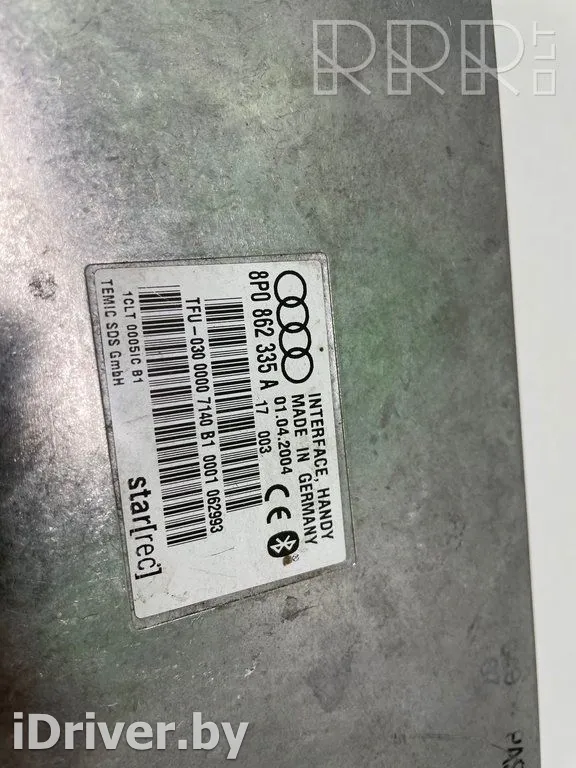 RRR.LT
INTERFACE, HANDY
MADE IN GERMANY
01.04.2004
8P0 862 335 A 17 003
TFU-030 0000 7140 B1 0001 062993
1CLT 0005IC B1
TEMIC SDS GmbH
star[rec]
iDriver.by